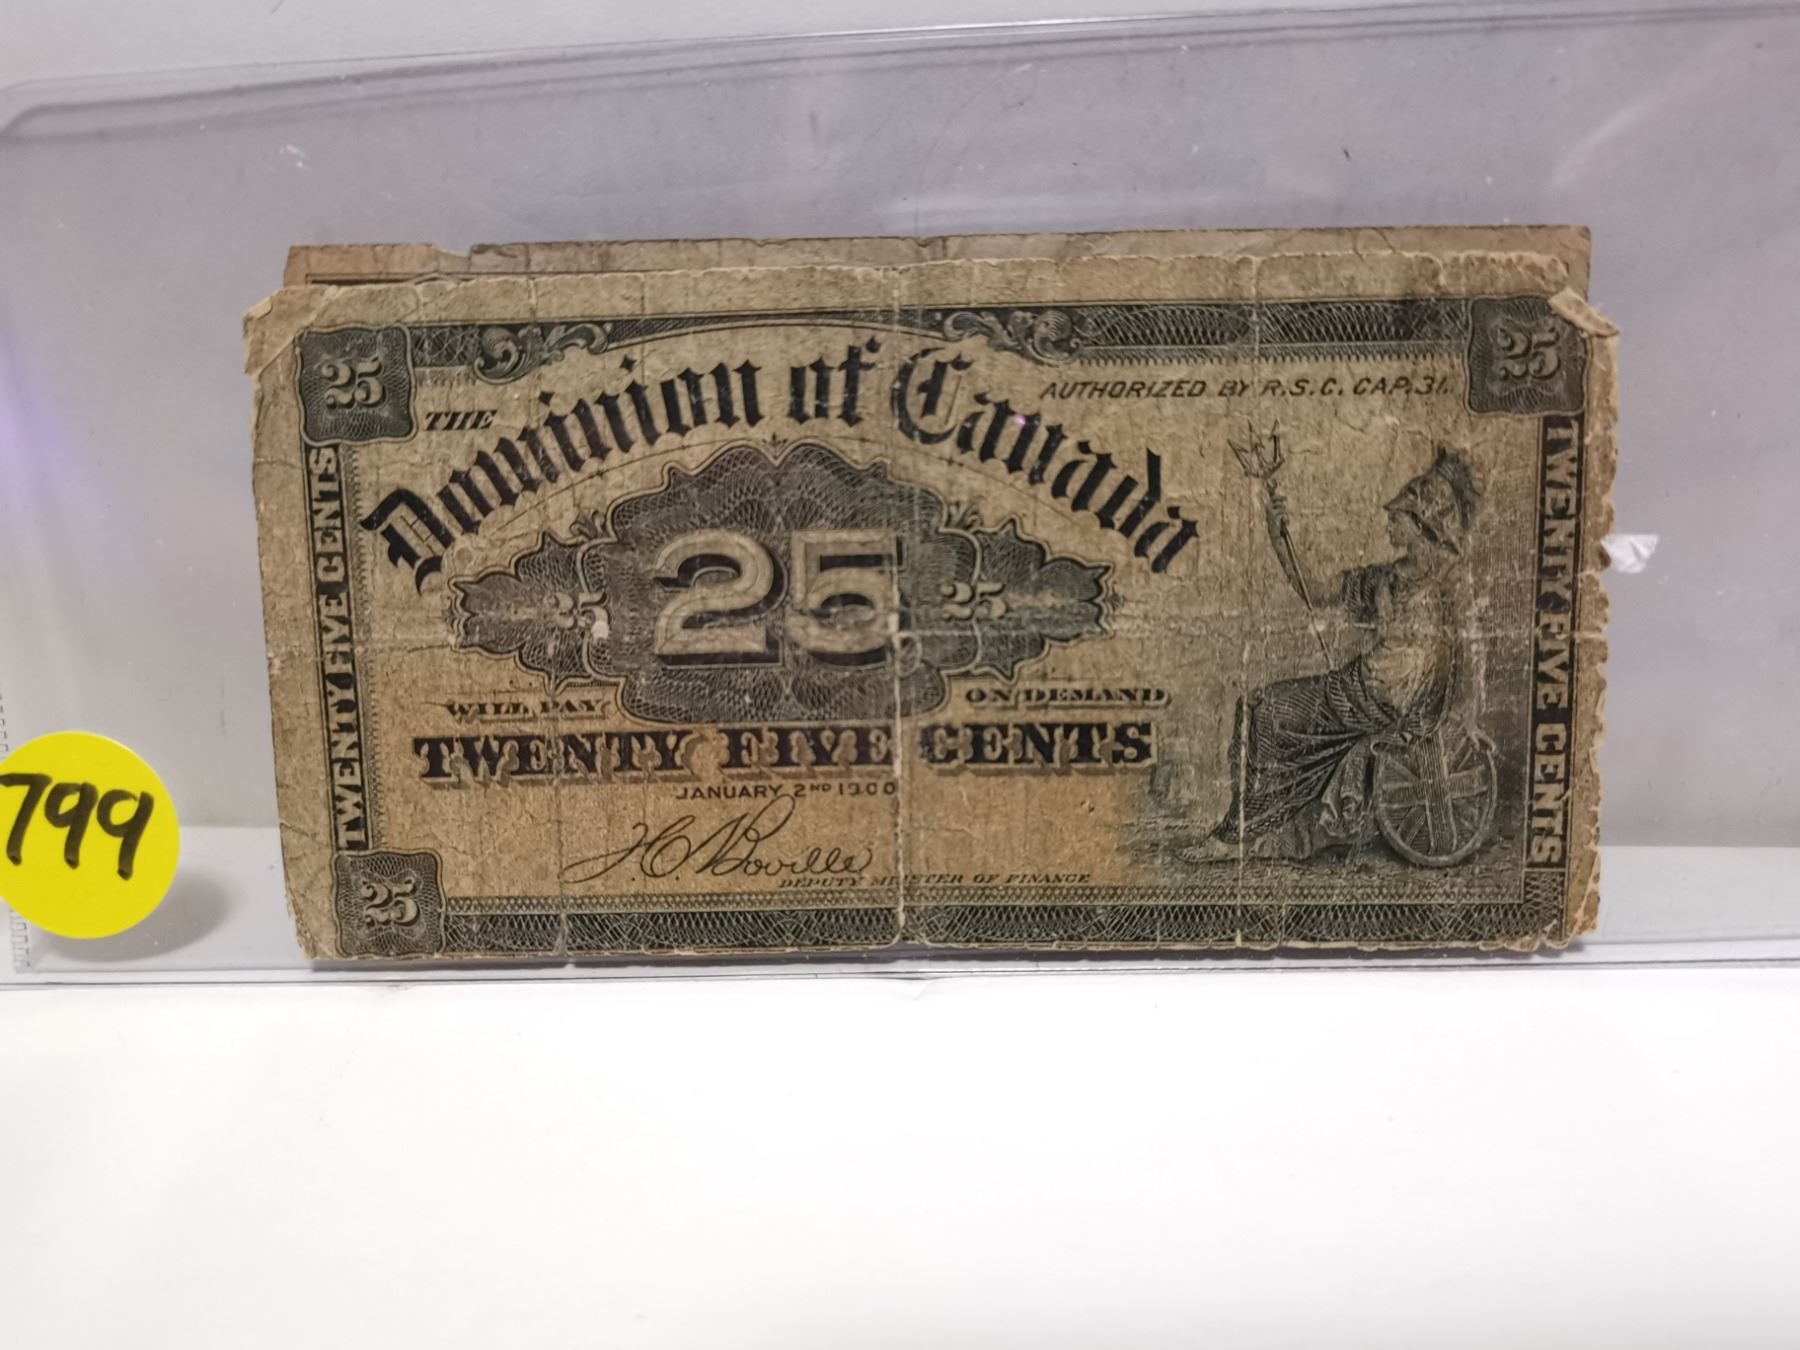 25
25
THE
Dominion of Canada
AUTHORIZED BY R.S.C. CAP. 31.
TWENTY FIVE CENTS
TWENTY FIVE CENTS
25
25
25
WILL PAY
ON DEMAND
TWENTY FIVE CENTS
JANUARY 2ND 1900
J.C. Boville
DEPUTY MINISTER OF FINANCE
25
799